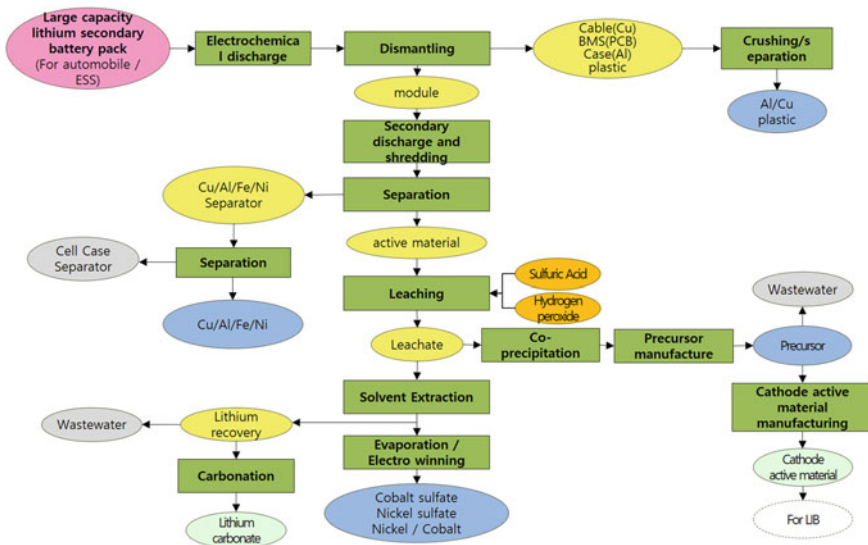 Large capacity
lithium secondary
battery pack
(For automobile /
ESS)
Electrochemica
l discharge
Dismantling
Cable(Cu)
BMS(PCB)
Case(Al)
plastic
Crushing/s
eparation
module
Al/Cu
plastic
Secondary
discharge and
shredding
Cu/Al/Fe/Ni
Separator
Separation
Cell Case
Separator
Separation
active material
Sulfuric Acid
Leaching
Hydrogen
peroxide
Wastewater
Cu/Al/Fe/Ni
Leachate
Co-
precipitation
Precursor
manufacture
Precursor
Solvent Extraction
Cathode active
material
manufacturing
Wastewater
Lithium
recovery
Evaporation /
Electro winning
Carbonation
Cathode
active material
Cobalt sulfate
Nickel sulfate
Nickel / Cobalt
Lithium
carbonate
For LIB